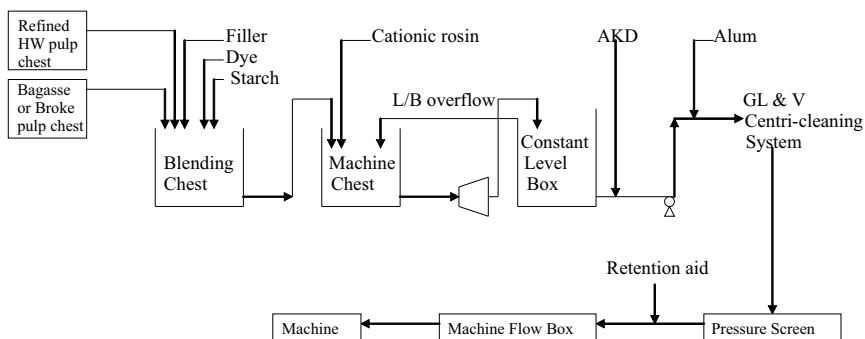 Refined
HW pulp
chest
Bagasse
or Broke
pulp chest
Filler
Dye
Starch
Blending
Chest
Cationic rosin
L/B overflow
Machine
Chest
AKD
Constant
Level
Box
Alum
GL & V
Centri-cleaning
System
Retention aid
Machine
Machine Flow Box
Pressure Screen